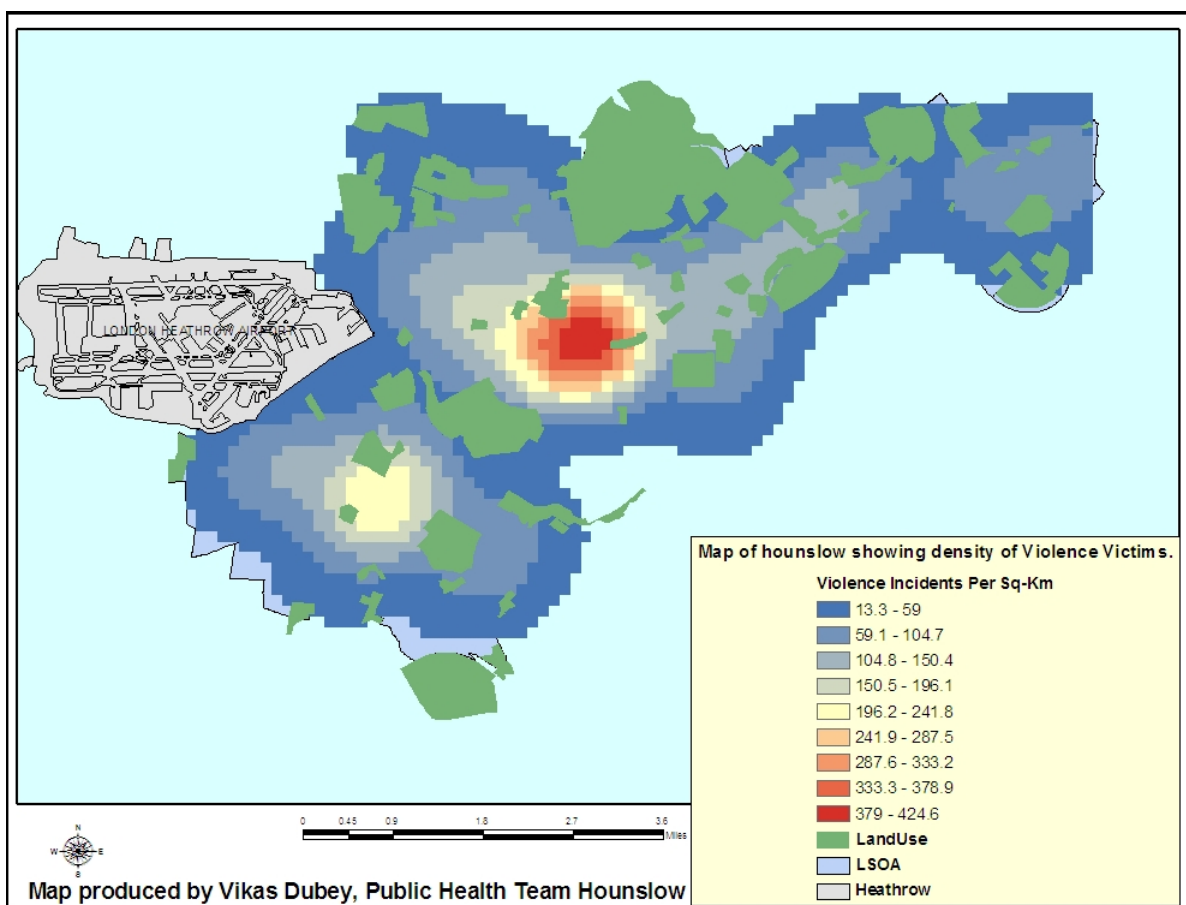 LONDON HEATHROW AIRPORT
Map of hounslow showing density of Violence Victims.
Violence Incidents Per Sq-Km
13.3 - 59
59.1 - 104.7
104.8 - 150.4
150.5 - 196.1
196.2 - 241.8
241.9 - 287.5
287.6 - 333.2
333.3 - 378.9
379 - 424.6
LandUse
LSOA
Heathrow
0 0.45 0.9 1.8 2.7 3.6
Miles
N
W E
S
Map produced by Vikas Dubey, Public Health Team Hounslow